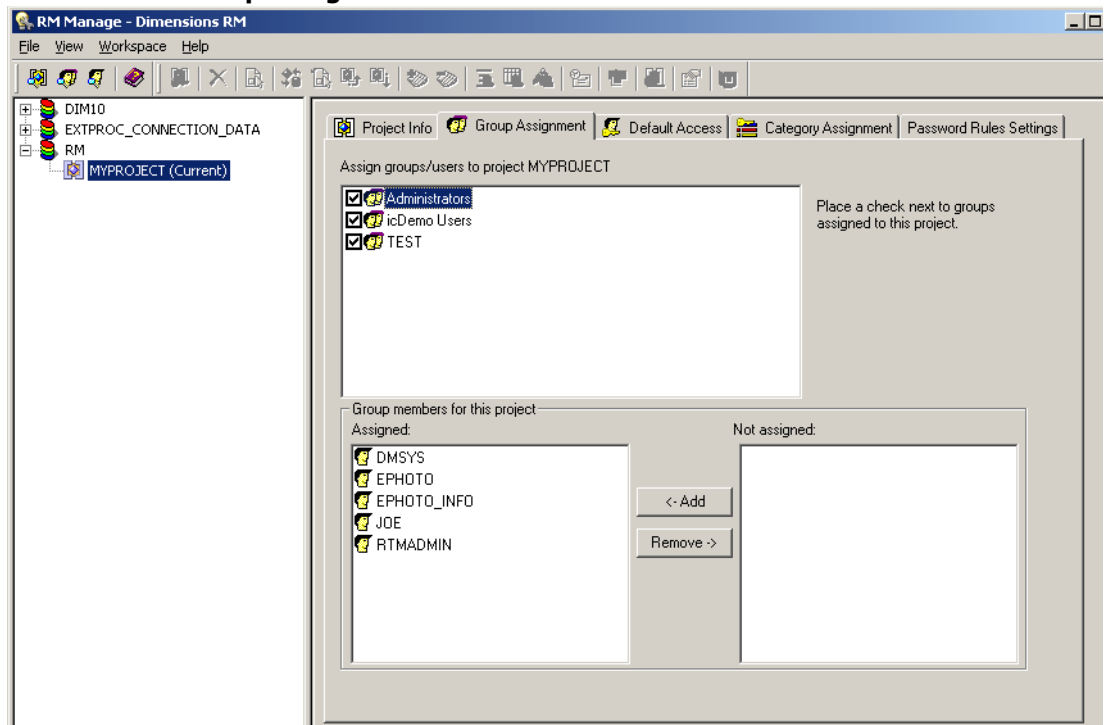 RM Manage - Dimensions RM
File View Workspace Help
DIM10
EXTPROC_CONNECTION_DATA
RM
MYPROJECT (Current)
Project Info Group Assignment Default Access Category Assignment Password Rules Settings
Assign groups/users to project MYPROJECT
Administrators
icDemo Users
TEST
Place a check next to groups
assigned to this project.
Group members for this project
Assigned: Not assigned:
DMSYS
EPHOTO
EPHOTO_INFO
JOE
RTMADMIN
<- Add
Remove ->